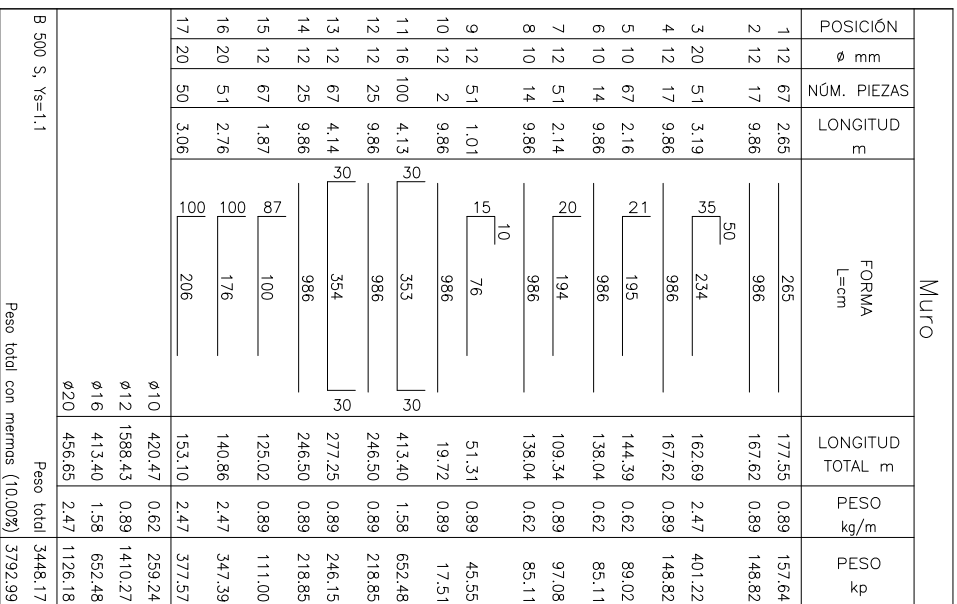 Muro
POSICIÓN ø mm NÚM. PIEZAS LONGITUD m FORMA L=cm LONGITUD TOTAL m PESO kg/m PESO kp
1 12 67 2.65 265 177.55 0.89 157.64
2 12 17 9.86 986 167.62 0.89 148.82
3 20 51 3.19 35 50 234 162.69 2.47 401.22
4 12 17 9.86 986 167.62 0.89 148.82
5 10 67 2.16 21 195 144.39 0.62 89.02
6 10 14 9.86 986 138.04 0.62 85.11
7 12 51 2.14 20 194 109.34 0.89 97.08
8 10 14 9.86 986 138.04 0.62 85.11
9 12 51 1.01 15 10 76 51.31 0.89 45.55
10 12 2 9.86 986 19.72 0.89 17.51
11 16 100 4.13 30 353 30 413.40 1.58 652.48
12 12 25 9.86 986 246.50 0.89 218.85
13 12 67 4.14 30 354 30 277.25 0.89 246.15
14 12 25 9.86 986 246.50 0.89 218.85
15 12 67 1.87 87 100 125.02 0.89 111.00
16 20 51 2.76 100 176 140.86 2.47 347.39
17 20 50 3.06 100 206 153.10 2.47 377.57
ø10 420.47 0.62 259.24
ø12 1588.43 0.89 1410.27
ø16 413.40 1.58 652.48
ø20 456.65 2.47 1126.18
B 500 S, Ys=1.1 Peso total 3448.17
Peso total con mermas (10.00%) 3792.99